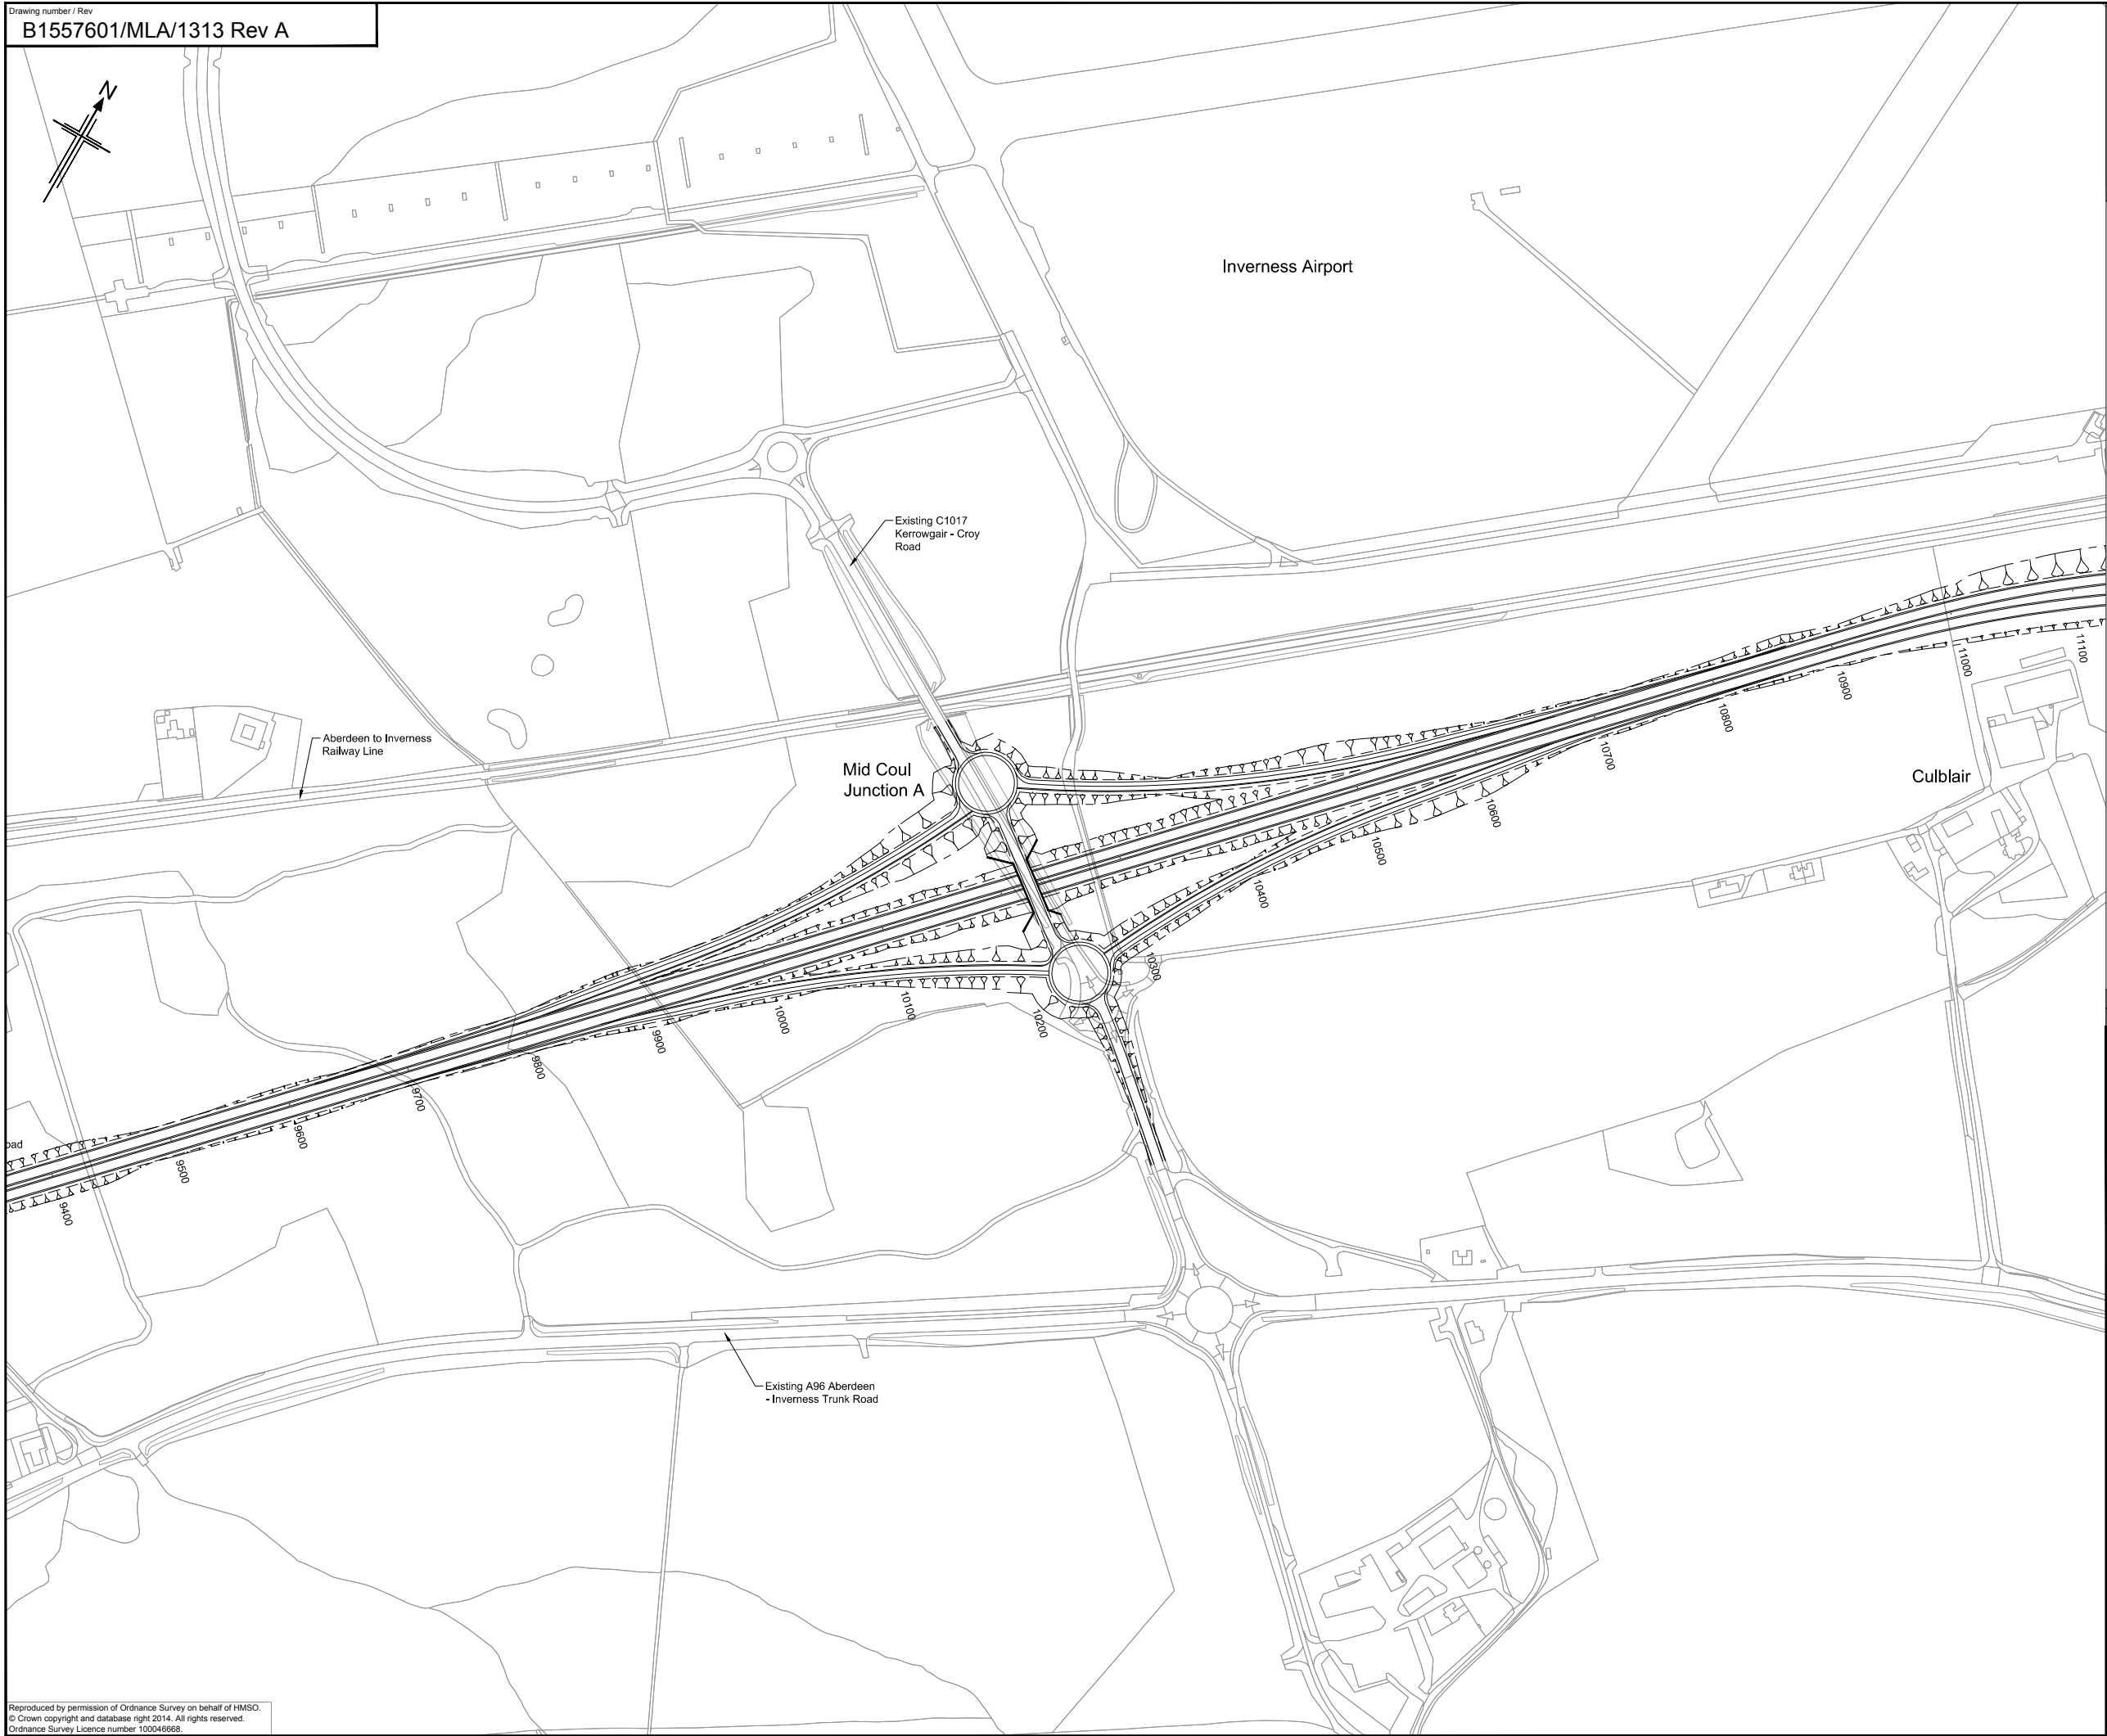 Drawing number / Rev
B1557601/MLA/1313 Rev A
N
Inverness Airport
Existing C1017
Kerrowgair - Croy
Road
Aberdeen to Inverness
Railway Line
Mid Coul
Junction A
Culblair
11100
11000
10900
10800
10700
10600
10500
10400
10300
10200
10100
10000
9900
9800
9700
9600
9500
9400
Existing A96 Aberdeen
- Inverness Trunk Road
Reproduced by permission of Ordnance Survey on behalf of HMSO.
© Crown copyright and database right 2014. All rights reserved.
Ordnance Survey Licence number 100046668.